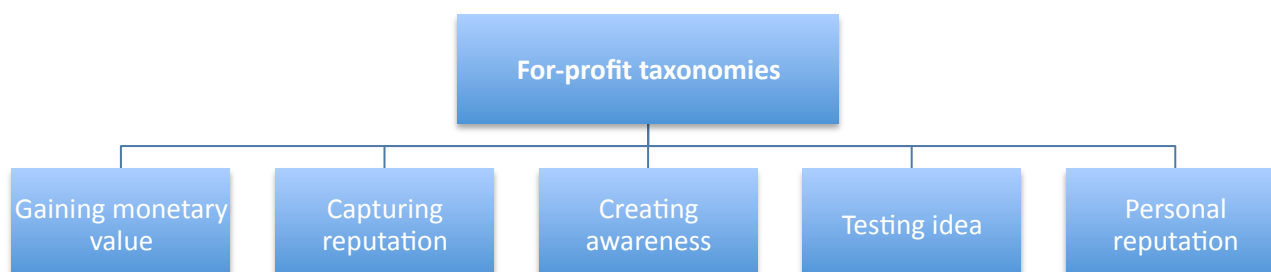 For-profit taxonomies
Gaining monetary
value
Capturing
reputation
Creating
awareness
Testing idea
Personal
reputation